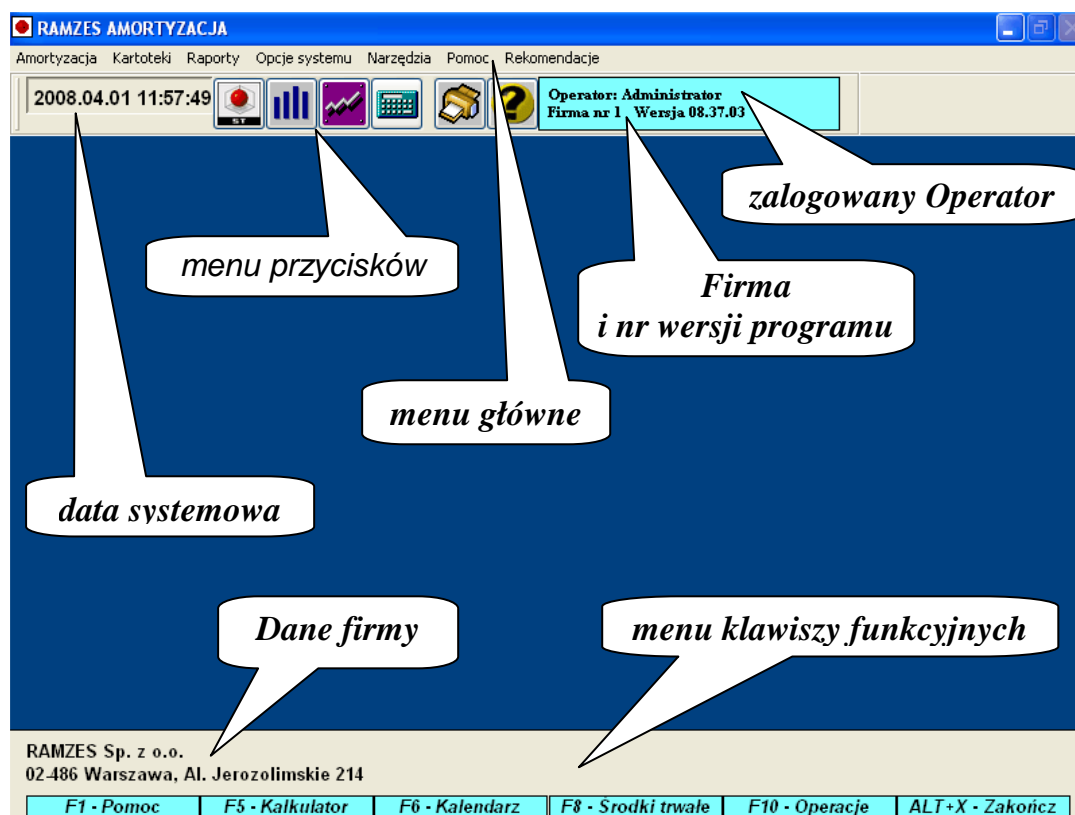 RAMZES AMORTYZACJA
Amortyzacja Kartoteki Raporty Opcje systemu Narzędzia Pomoc Rekomendacje
2008.04.01 11:57:49
ST
Operator: Administrator
Firma nr 1 Wersja 08.37.03
zalogowany Operator
menu przycisków
Firma
i nr wersji programu
menu główne
data systemowa
Dane firmy
menu klawiszy funkcyjnych
RAMZES Sp. z o.o.
02-486 Warszawa, Al. Jerozolimskie 214
F1 - Pomoc F5 - Kalkulator F6 - Kalendarz F8 - Środki trwałe F10 - Operacje ALT+X - Zakończ